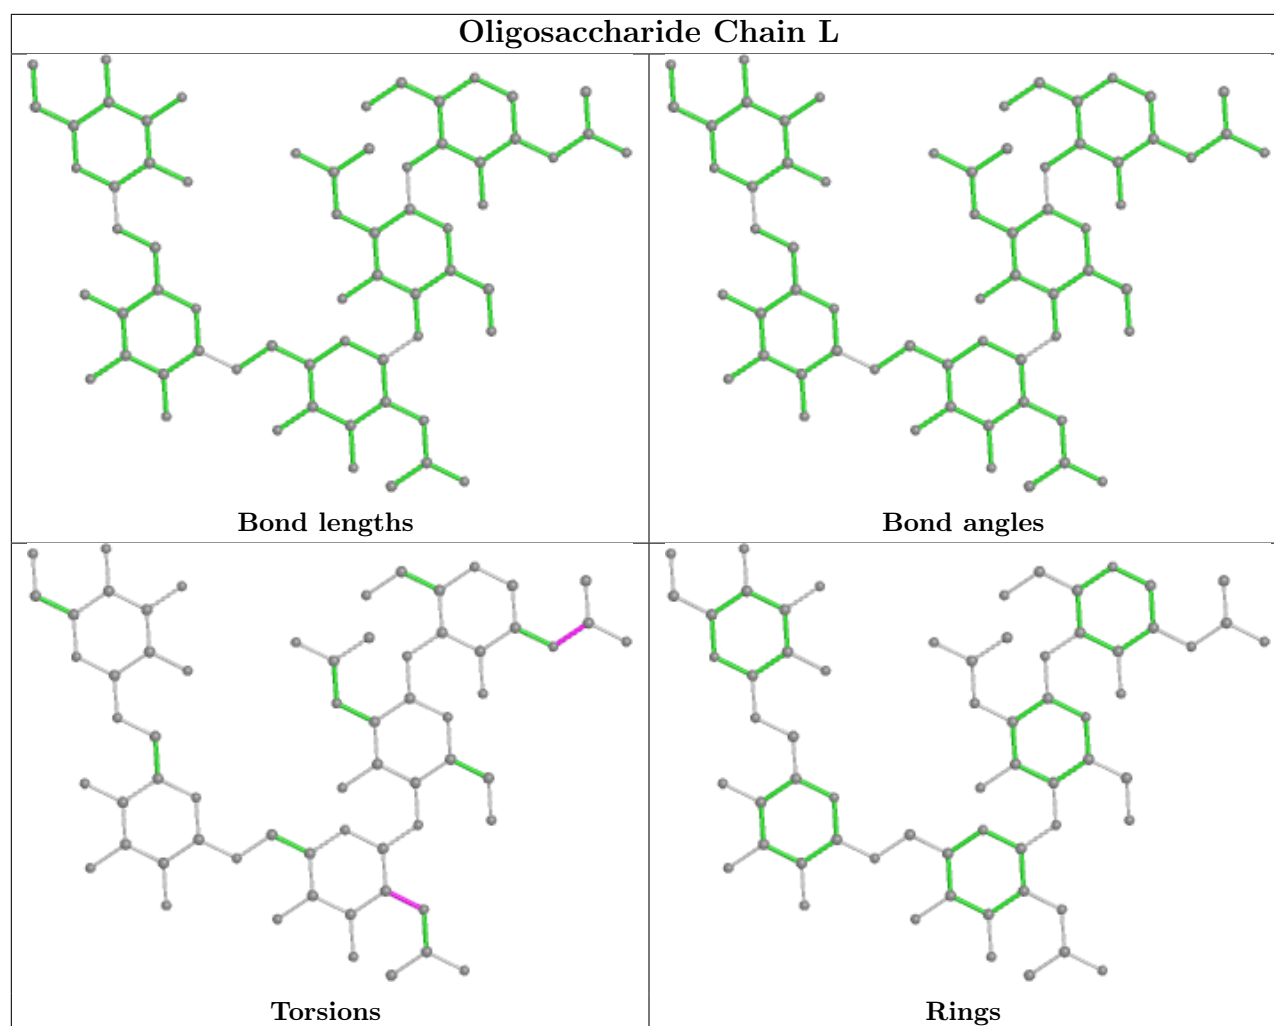 Oligosaccharide Chain L
Bond lengths
Bond angles
Torsions
Rings